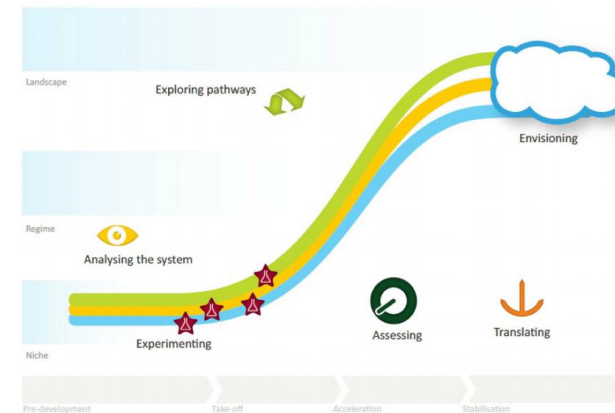 Landscape
Exploring pathways
Envisioning
Regime
Analysing the system
Experimenting
Assessing
Translating
Niche
Pre-development
Take-off
Acceleration
Stabilisation